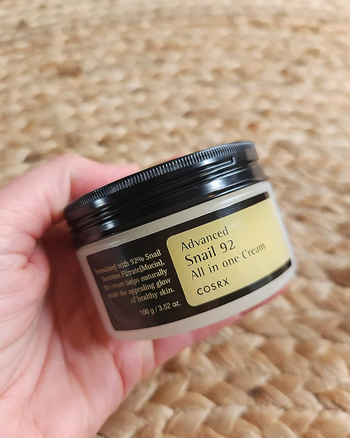 Formulated with 92% Snail
Secretion Filtrate(Mucin),
this cream helps naturally
the appealing glow
of healthy skin.
100 g / 3.52 oz.
Advanced
Snail 92
All in one Cream
COSRX